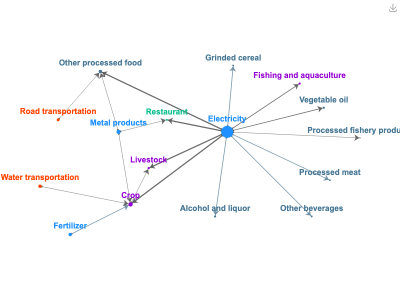 Grinded cereal
Other processed food
Fishing and aquaculture
Vegetable oil
Road transportation
Restaurant
Electricity
Metal products
Processed fishery produ
Livestock
Water transportation
Processed meat
Crop
Alcohol and liquor
Other beverages
Fertilizer